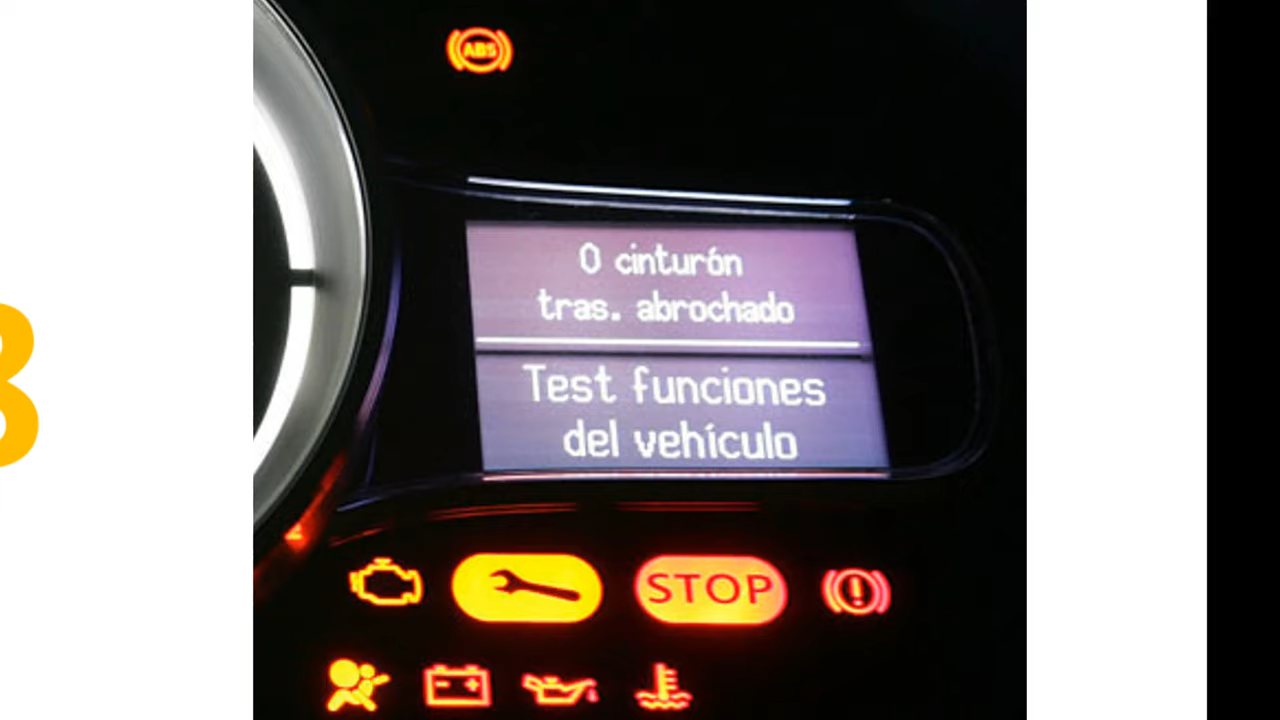 ABS
0 cinturón
tras. abrochado
Test funciones
del vehículo
STOP